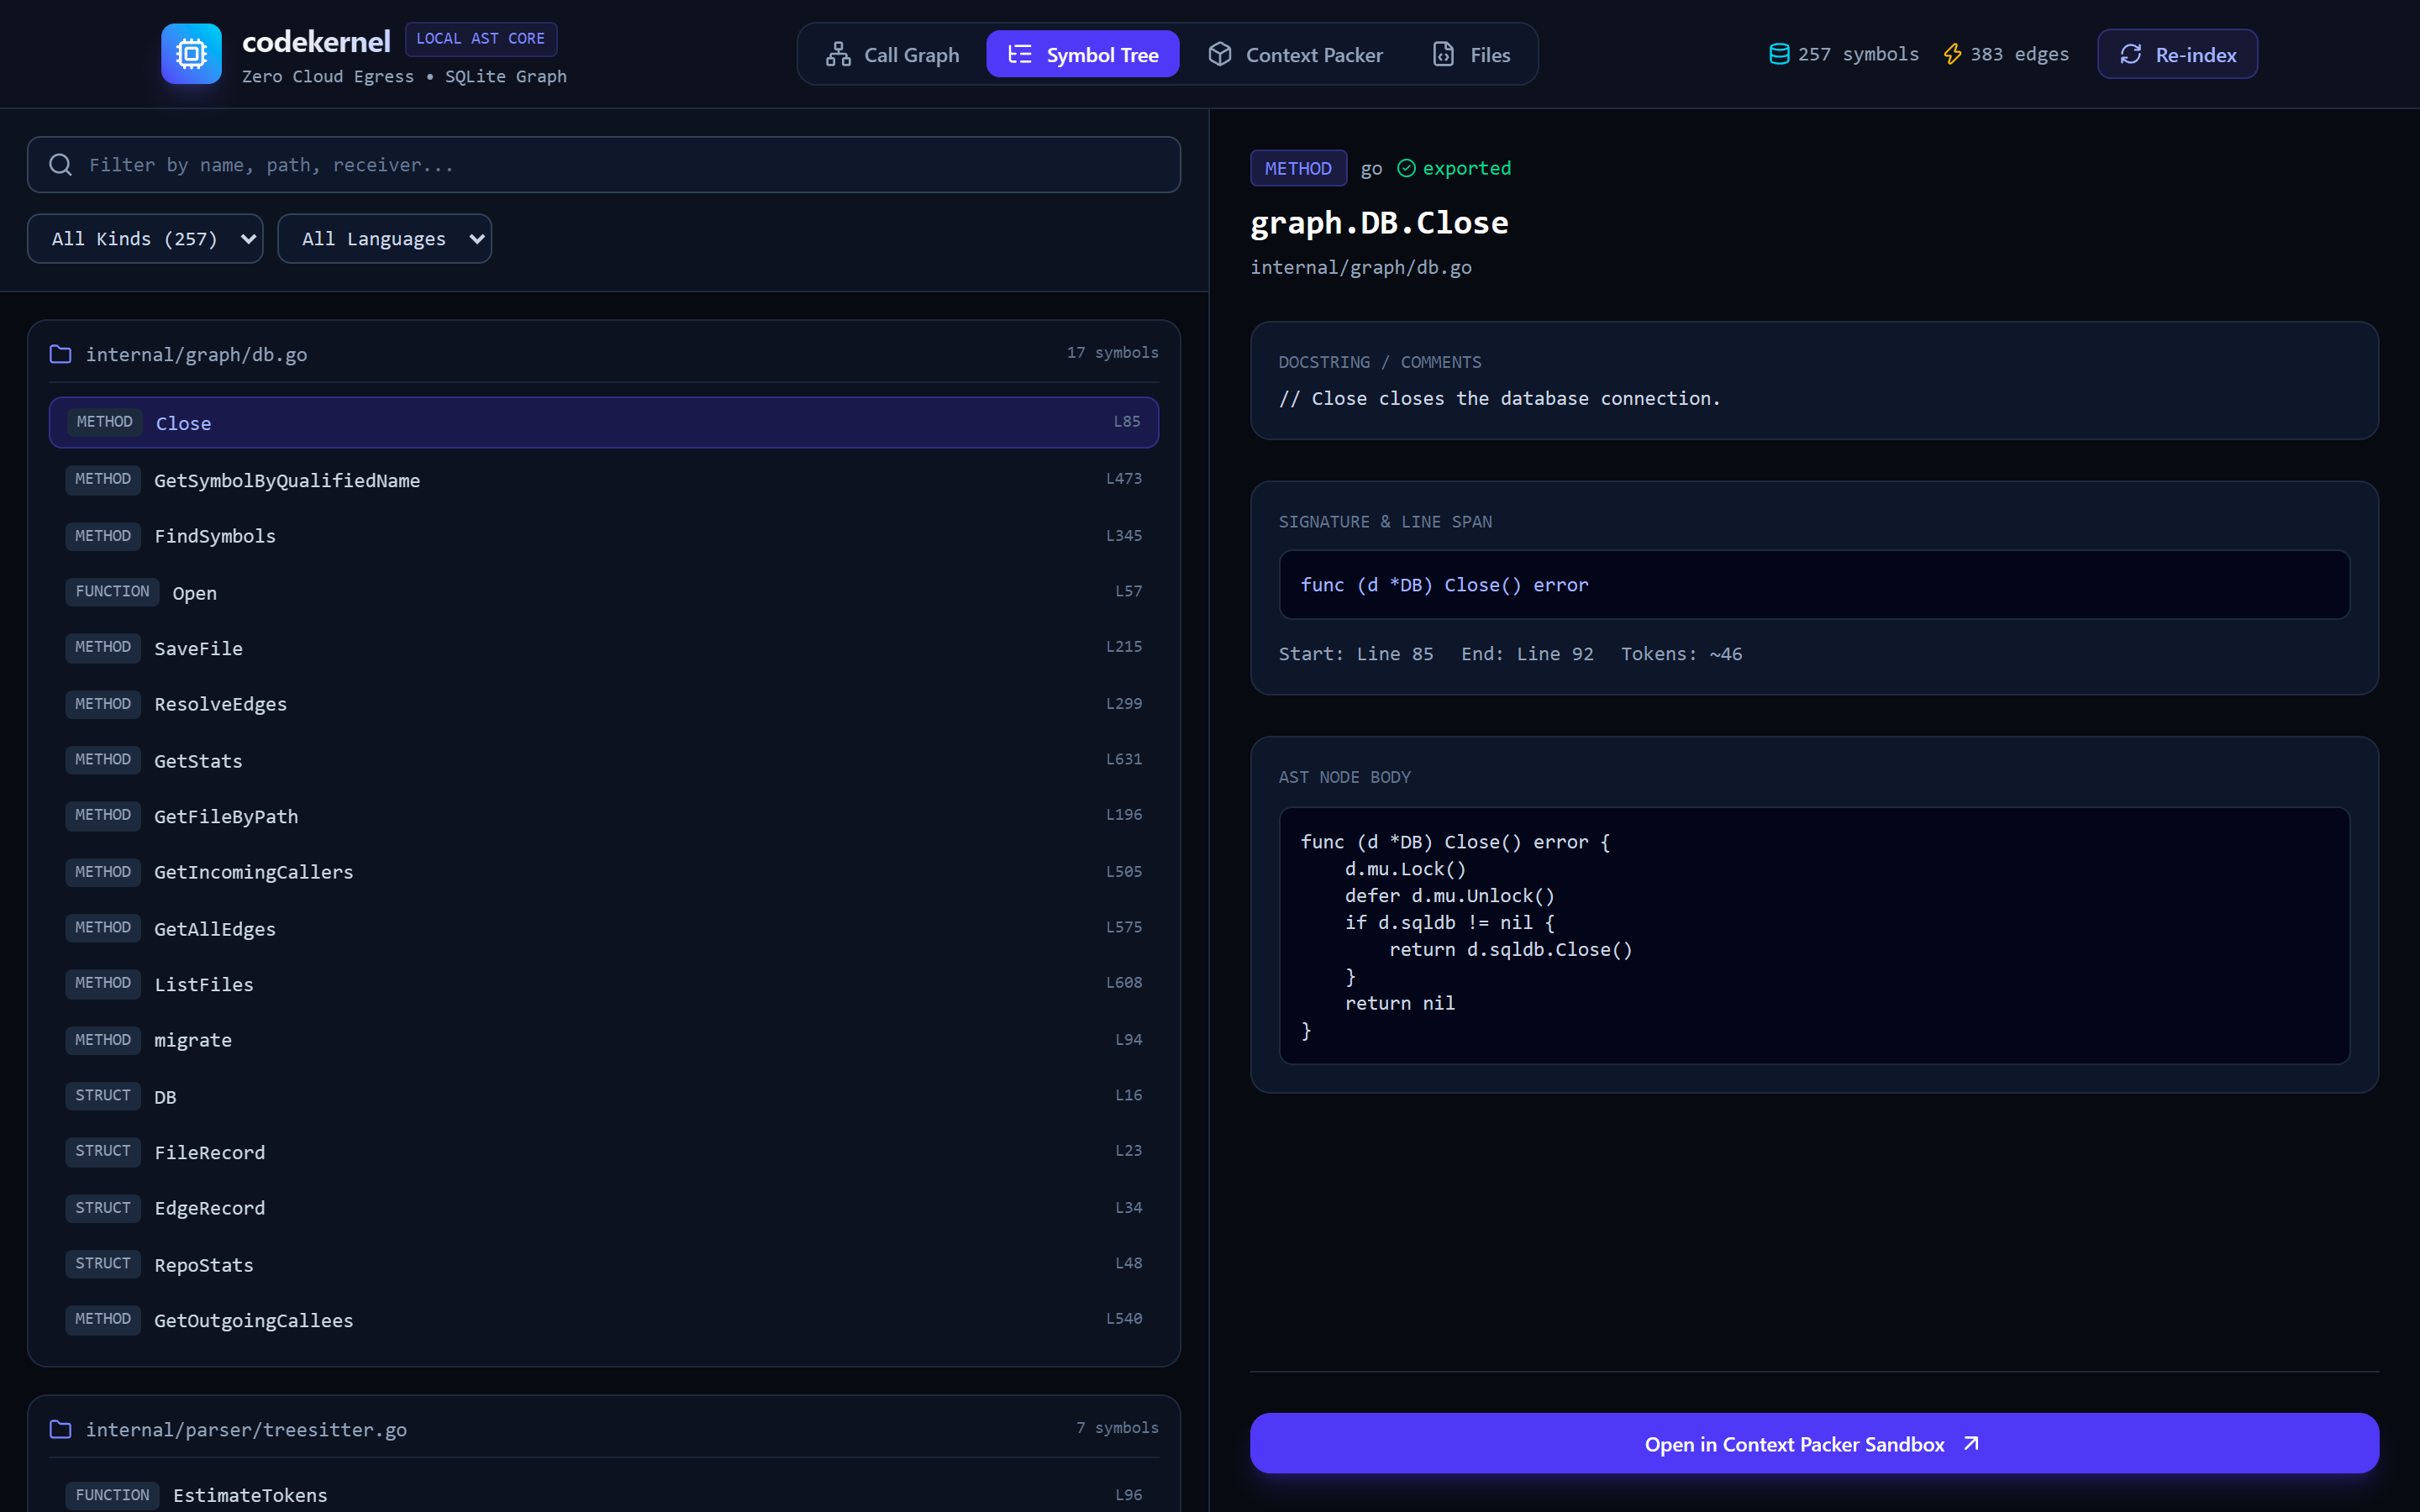 codekernel LOCAL AST CORE
Zero Cloud Egress • SQLite Graph
Call Graph Symbol Tree Context Packer Files
257 symbols 383 edges Re-index
Filter by name, path, receiver...
All Kinds (257) All Languages
internal/graph/db.go 17 symbols
METHOD Close L85
METHOD GetSymbolByQualifiedName L473
METHOD FindSymbols L345
FUNCTION Open L57
METHOD SaveFile L215
METHOD ResolveEdges L299
METHOD GetStats L631
METHOD GetFileByPath L196
METHOD GetIncomingCallers L505
METHOD GetAllEdges L575
METHOD ListFiles L608
METHOD migrate L94
STRUCT DB L16
STRUCT FileRecord L23
STRUCT EdgeRecord L34
STRUCT RepoStats L48
METHOD GetOutgoingCallees L540
internal/parser/treesitter.go 7 symbols
FUNCTION EstimateTokens L96
METHOD go exported
graph.DB.Close
internal/graph/db.go
DOCSTRING / COMMENTS
// Close closes the database connection.
SIGNATURE & LINE SPAN
func (d *DB) Close() error
Start: Line 85 End: Line 92 Tokens: ~46
AST NODE BODY
func (d *DB) Close() error {
    d.mu.Lock()
    defer d.mu.Unlock()
    if d.sqldb != nil {
        return d.sqldb.Close()
    }
    return nil
}
Open in Context Packer Sandbox